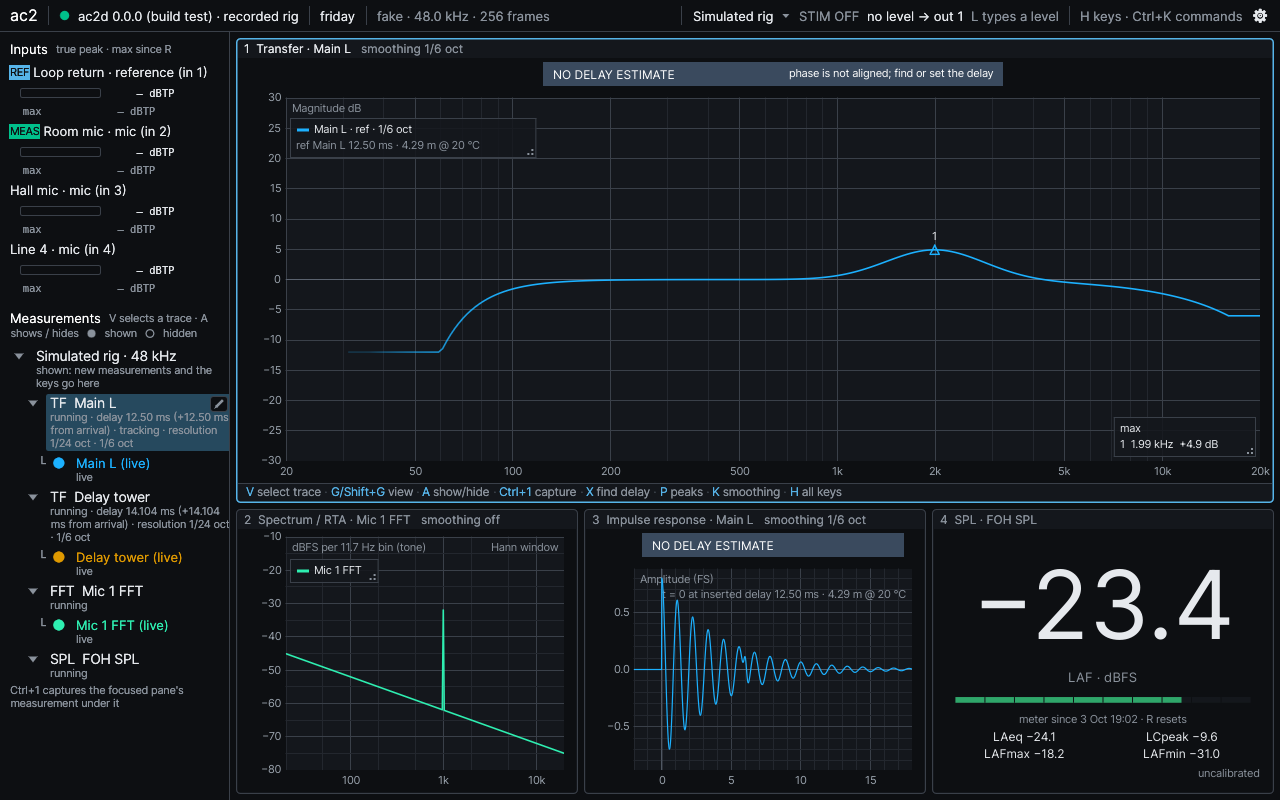 ac2 ac2d 0.0.0 (build test) · recorded rig friday fake · 48.0 kHz · 256 frames Simulated rig STIM OFF no level → out 1 L types a level H keys · Ctrl+K commands
Inputs true peak · max since R
REF Loop return · reference (in 1)
– dBTP
max – dBTP
MEAS Room mic · mic (in 2)
– dBTP
max – dBTP
Hall mic · mic (in 3)
– dBTP
max – dBTP
Line 4 · mic (in 4)
– dBTP
max – dBTP
Measurements V selects a trace · A
shows / hides shown hidden
Simulated rig · 48 kHz
shown: new measurements and the
keys go here
TF Main L
running · delay 12.50 ms (+12.50 ms
from arrival) · tracking · resolution
1/24 oct · 1/6 oct
Main L (live)
live
TF Delay tower
running · delay 14.104 ms (+14.104
ms from arrival) · resolution 1/24 oct
· 1/6 oct
Delay tower (live)
live
FFT Mic 1 FFT
running
Mic 1 FFT (live)
live
SPL FOH SPL
running
Ctrl+1 captures the focused pane's
measurement under it
1 Transfer · Main L smoothing 1/6 oct
NO DELAY ESTIMATE phase is not aligned; find or set the delay
Magnitude dB
Main L · ref · 1/6 oct
ref Main L 12.50 ms · 4.29 m @ 20 °C
30
25
20
15
10
5
0
−5
−10
−15
−20
−25
−30
1
max
1 1.99 kHz +4.9 dB
20 50 100 200 500 1k 2k 5k 10k 20k
V select trace · G/Shift+G view · A show/hide · Ctrl+1 capture · X find delay · P peaks · K smoothing · H all keys
2 Spectrum / RTA · Mic 1 FFT smoothing off
dBFS per 11.7 Hz bin (tone) Hann window
Mic 1 FFT
−10
−20
−30
−40
−50
−60
−70
−80
100 1k 10k
3 Impulse response · Main L smoothing 1/6 oct
NO DELAY ESTIMATE
Amplitude (FS)
t = 0 at inserted delay 12.50 ms · 4.29 m @ 20 °C
0.5
0.0
−0.5
0 5 10 15
4 SPL · FOH SPL
−23.4
LAF · dBFS
meter since 3 Oct 19:02 · R resets
LAeq −24.1 LCpeak −9.6
LAFmax −18.2 LAFmin −31.0
uncalibrated